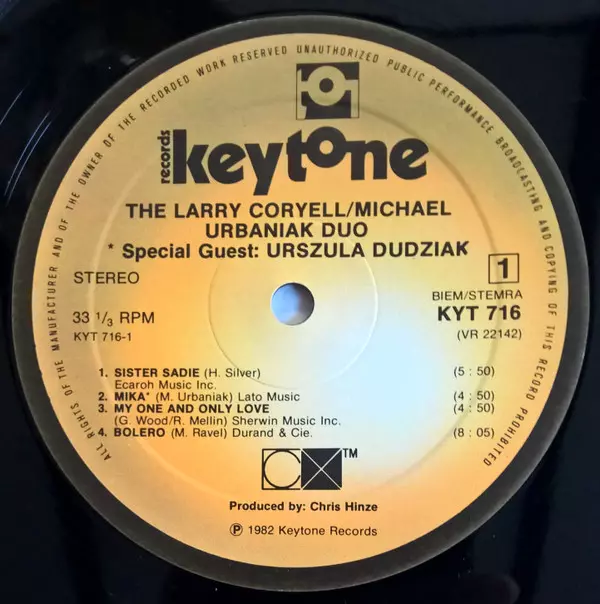 ALL RIGHTS OF THE MANUFACTURER AND OF THE OWNER OF THE RECORDED WORK RESERVED UNAUTHORIZED PUBLIC PERFORMANCE BROADCASTING AND COPYING OF THIS RECORD PROHIBITED
records
keytone
THE LARRY CORYELL/MICHAEL
URBANIAK DUO
* Special Guest: URSZULA DUDZIAK
STEREO
1
33 1/3 RPM
KYT 716-1
BIEM/STEMRA
KYT 716
(VR 22142)
1. SISTER SADIE (H. Silver) (5 : 50)
Ecaroh Music Inc.
2. MIKA* (M. Urbaniak) Lato Music (4 : 50)
3. MY ONE AND ONLY LOVE (4 : 50)
(G. Wood/R. Mellin) Sherwin Music Inc.
4. BOLERO (M. Ravel) Durand & Cie. (8 : 05)
TM
Produced by: Chris Hinze
℗ 1982 Keytone Records